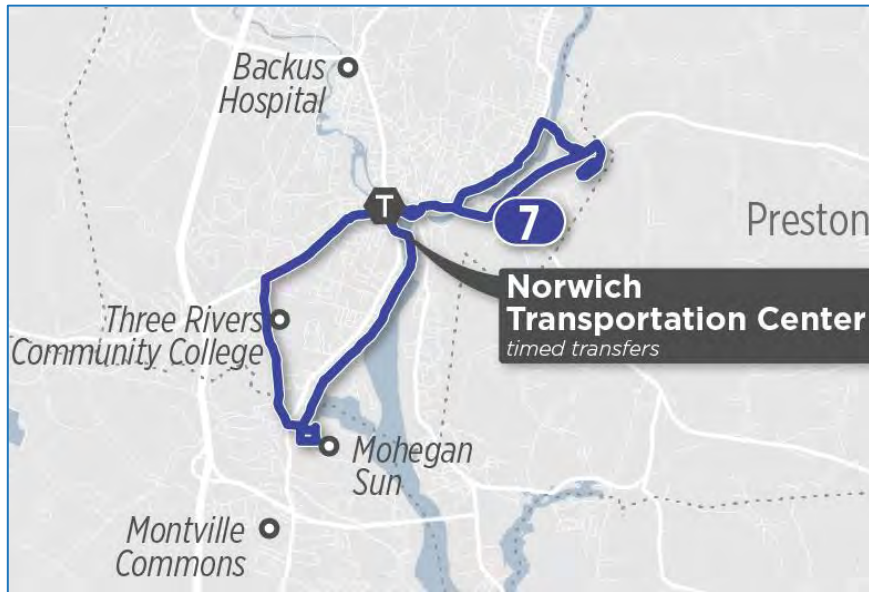 Backus
Hospital
T
7
Preston
Norwich
Transportation Center
timed transfers
Three Rivers
Community College
Mohegan
Sun
Montville
Commons